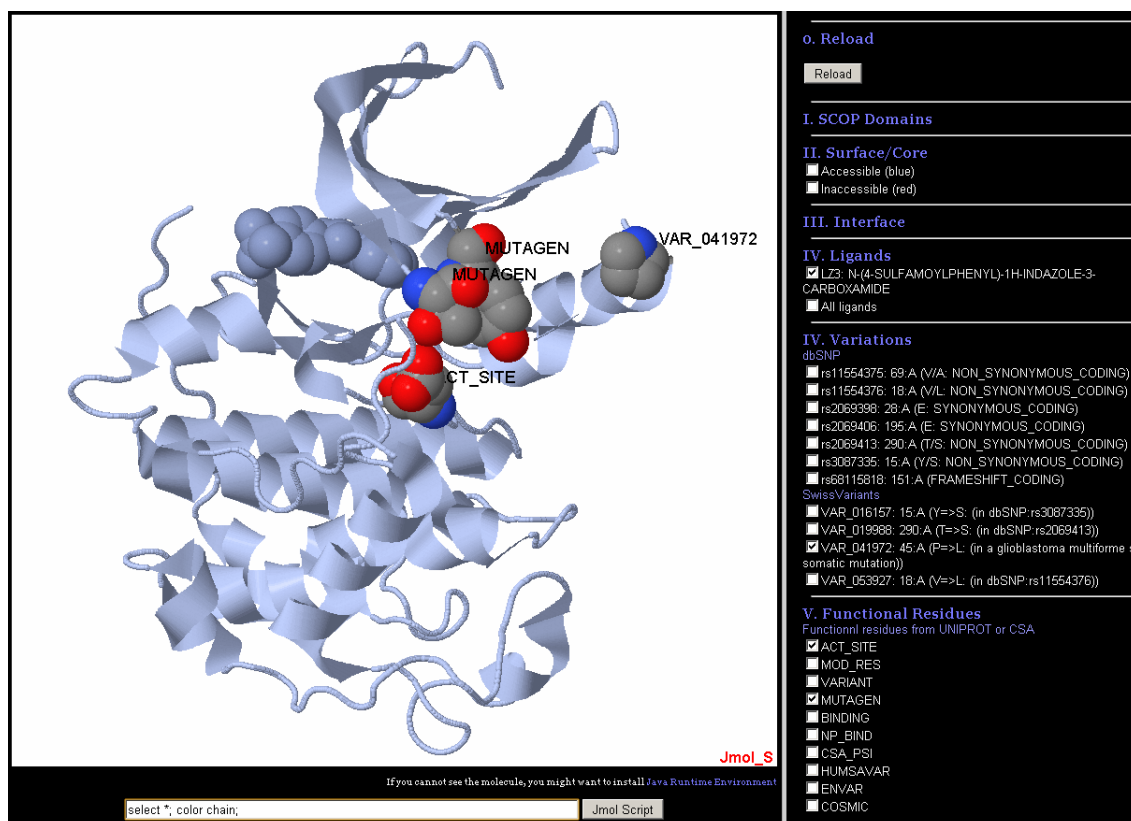 MUTAGEN
VAR_041972
MUTAGEN
ACT_SITE
Jmol_S
If you cannot see the molecule, you might want to install Java Runtime Environment
select *; color chain;
Jmol Script
0. Reload
Reload
I. SCOP Domains
II. Surface/Core
Accessible (blue)
Inaccessible (red)
III. Interface
IV. Ligands
LZ3: N-(4-SULFAMOYLPHENYL)-1H-INDAZOLE-3-
CARBOXAMIDE
All ligands
IV. Variations
dbSNP
rs11554375: 69:A (V/A: NON_SYNONYMOUS_CODING)
rs11554376: 18:A (V/L: NON_SYNONYMOUS_CODING)
rs2069398: 28:A (E: SYNONYMOUS_CODING)
rs2069406: 195:A (E: SYNONYMOUS_CODING)
rs2069413: 290:A (T/S: NON_SYNONYMOUS_CODING)
rs3087335: 15:A (Y/S: NON_SYNONYMOUS_CODING)
rs68115818: 151:A (FRAMESHIFT_CODING)
SwissVariants
VAR_016157: 15:A (Y=>S: (in dbSNP:rs3087335))
VAR_019988: 290:A (T=>S: (in dbSNP:rs2069413))
VAR_041972: 45:A (P=>L: (in a glioblastoma multiforme s
somatic mutation))
VAR_053927: 18:A (V=>L: (in dbSNP:rs11554376))
V. Functional Residues
Functionnl residues from UNIPROT or CSA
ACT_SITE
MOD_RES
VARIANT
MUTAGEN
BINDING
NP_BIND
CSA_PSI
HUMSAVAR
ENVAR
COSMIC